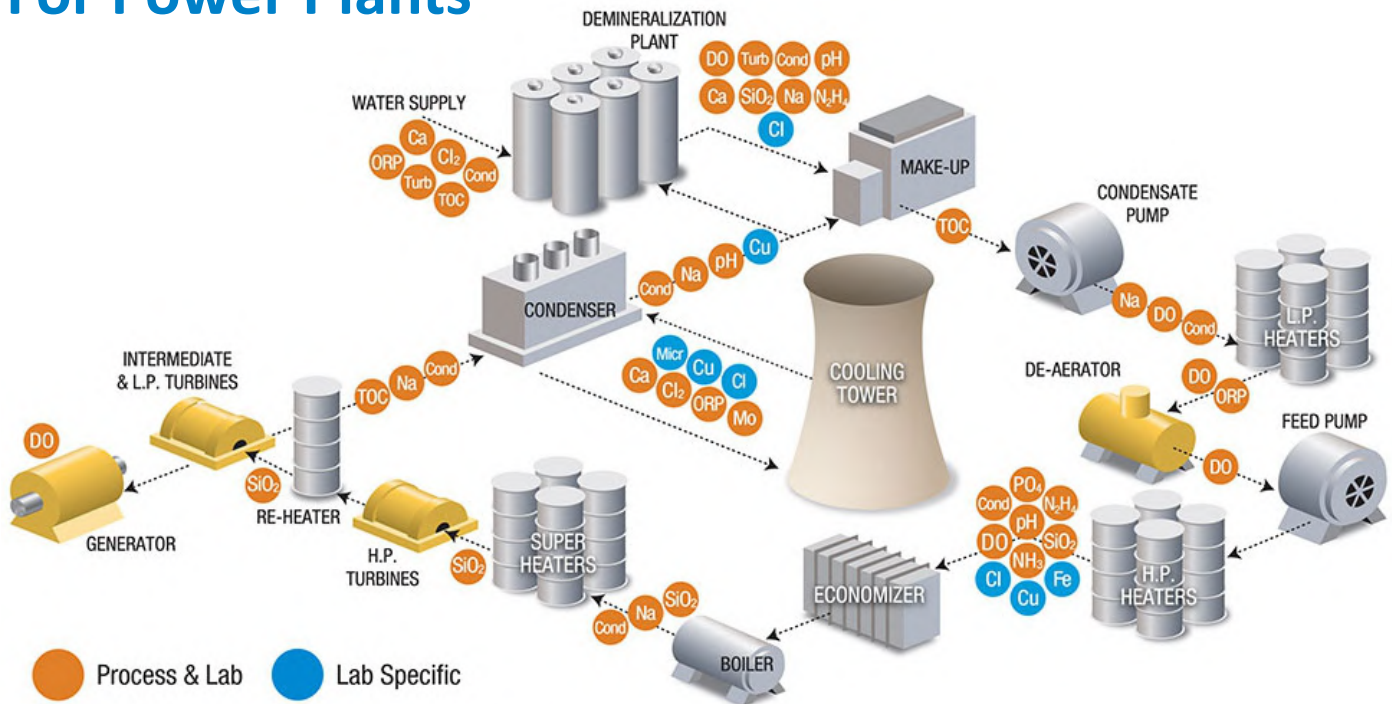 For Power Plants
DEMINERALIZATION
PLANT
DO Turb Cond pH
Ca SiO₂ Na N₂H₄
Cl
WATER SUPPLY
Ca
ORP Cl₂
Turb Cond
TOC
MAKE-UP
TOC
CONDENSATE
PUMP
Na DO Cond
L.P.
HEATERS
CONDENSER
Cond Na pH Cu
COOLING
TOWER
Micr Cu Cl
Ca Cl₂ ORP Mo
INTERMEDIATE
& L.P. TURBINES
TOC Na Cond
DE-AERATOR
DO
ORP
FEED PUMP
DO
DO
GENERATOR
SiO₂
RE-HEATER
H.P.
TURBINES
SiO₂
SUPER
HEATERS
Cond Na SiO₂
BOILER
ECONOMIZER
PO₄
Cond N₂H₄
pH
DO SiO₂
NH₃
Cl Fe
Cu
H.P.
HEATERS
Process & Lab
Lab Specific